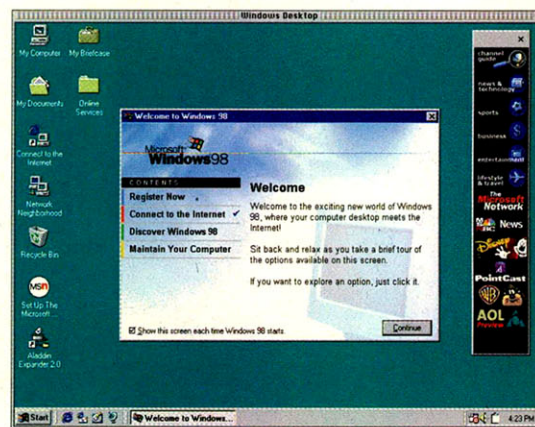 Windows Desktop
My Computer
My Briefcase
My Documents
Online
Services
Connect to the
Internet
Network
Neighborhood
Recycle Bin
MSN
Set Up The
Microsoft ...
Aladdin
Expander 2.0
Welcome to Windows 98
Microsoft
Windows98
CONTENTS
Register Now
Connect to the Internet
Discover Windows 98
Maintain Your Computer
Welcome
Welcome to the exciting new world of Windows
98, where your computer desktop meets the
Internet!
Sit back and relax as you take a brief tour of
the options available on this screen.
If you want to explore an option, just click it.
Show this screen each time Windows 98 starts.
Continue
channel
guide
news &
technology
sports
business
entertainment
lifestyle
& travel
The
Microsoft
Network
News
Disney
PointCast
WB
AOL
Preview
Start
Welcome to Windows...
4:23 PM